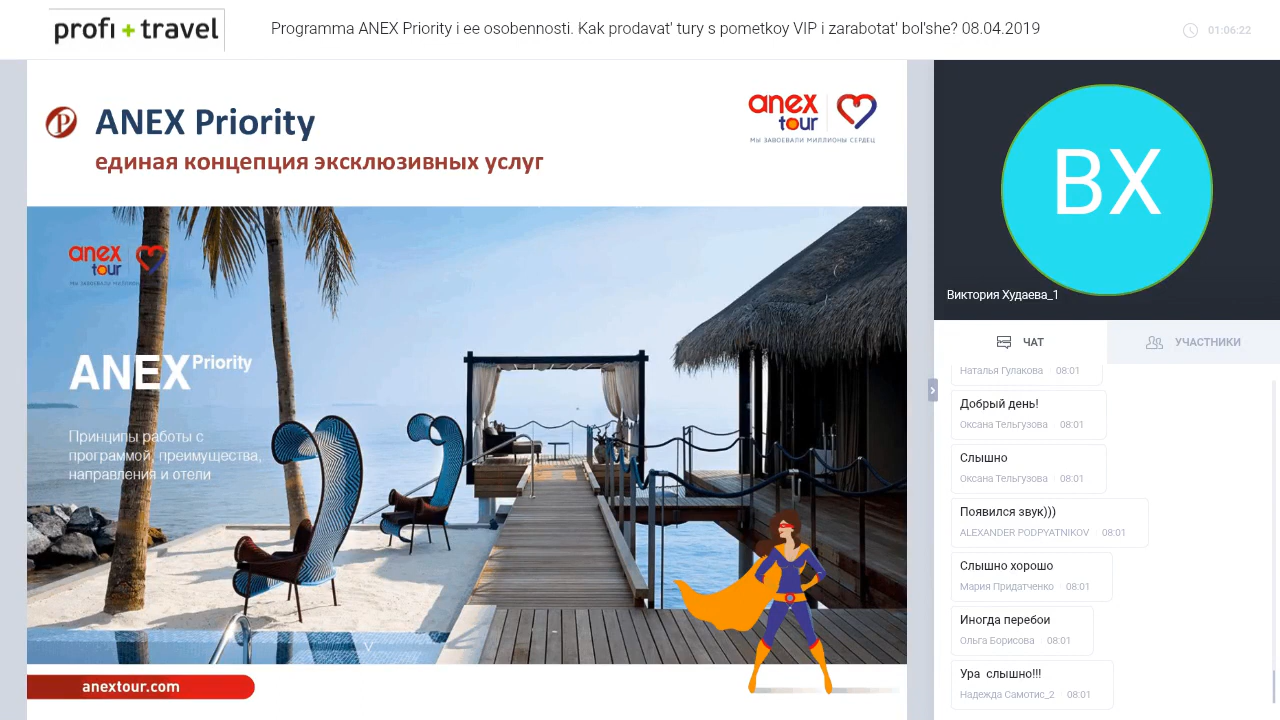 profi + travel
Programma ANEX Priority i ee osobennosti. Kak prodavat' tury s pometkoy VIP i zarabotat' bol'she? 08.04.2019
01:06:22
ANEX Priority
единая концепция эксклюзивных услуг
anex
tour
МЫ ЗАВОЕВАЛИ МИЛЛИОНЫ СЕРДЕЦ
anex
tour
ANEX Priority
Принципы работы с
программой, преимущества,
направления и отели
anextour.com
ВХ
Виктория Худаева_1
ЧАТ
УЧАСТНИКИ
Наталья Гулакова 08:01
Добрый день!
Оксана Тельгузова 08:01
Слышно
Оксана Тельгузова 08:01
Появился звук)))
ALEXANDER PODPYATNIKOV 08:01
Слышно хорошо
Мария Придатченко 08:01
Иногда перебои
Ольга Борисова 08:01
Ура слышно!!!
Надежда Самотис_2 08:01